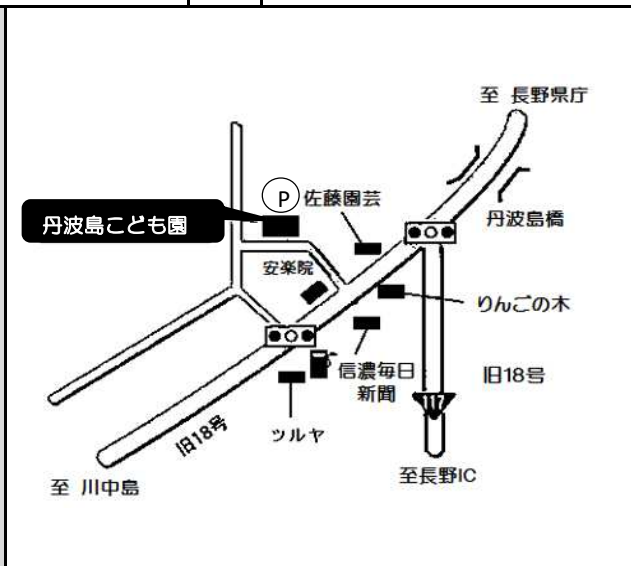 至 長野県庁
P
佐藤園芸
丹波島こども園
丹波島橋
安楽院
りんごの木
信濃毎日
新聞
旧18号
ツルヤ
旧18号
至 川中島
至長野IC